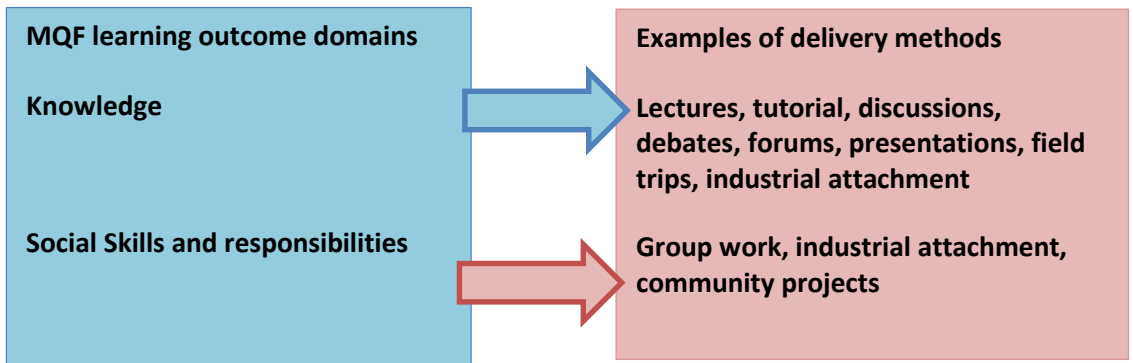 MQF learning outcome domains
Knowledge
Social Skills and responsibilities
Examples of delivery methods
Lectures, tutorial, discussions,
debates, forums, presentations, field
trips, industrial attachment
Group work, industrial attachment,
community projects